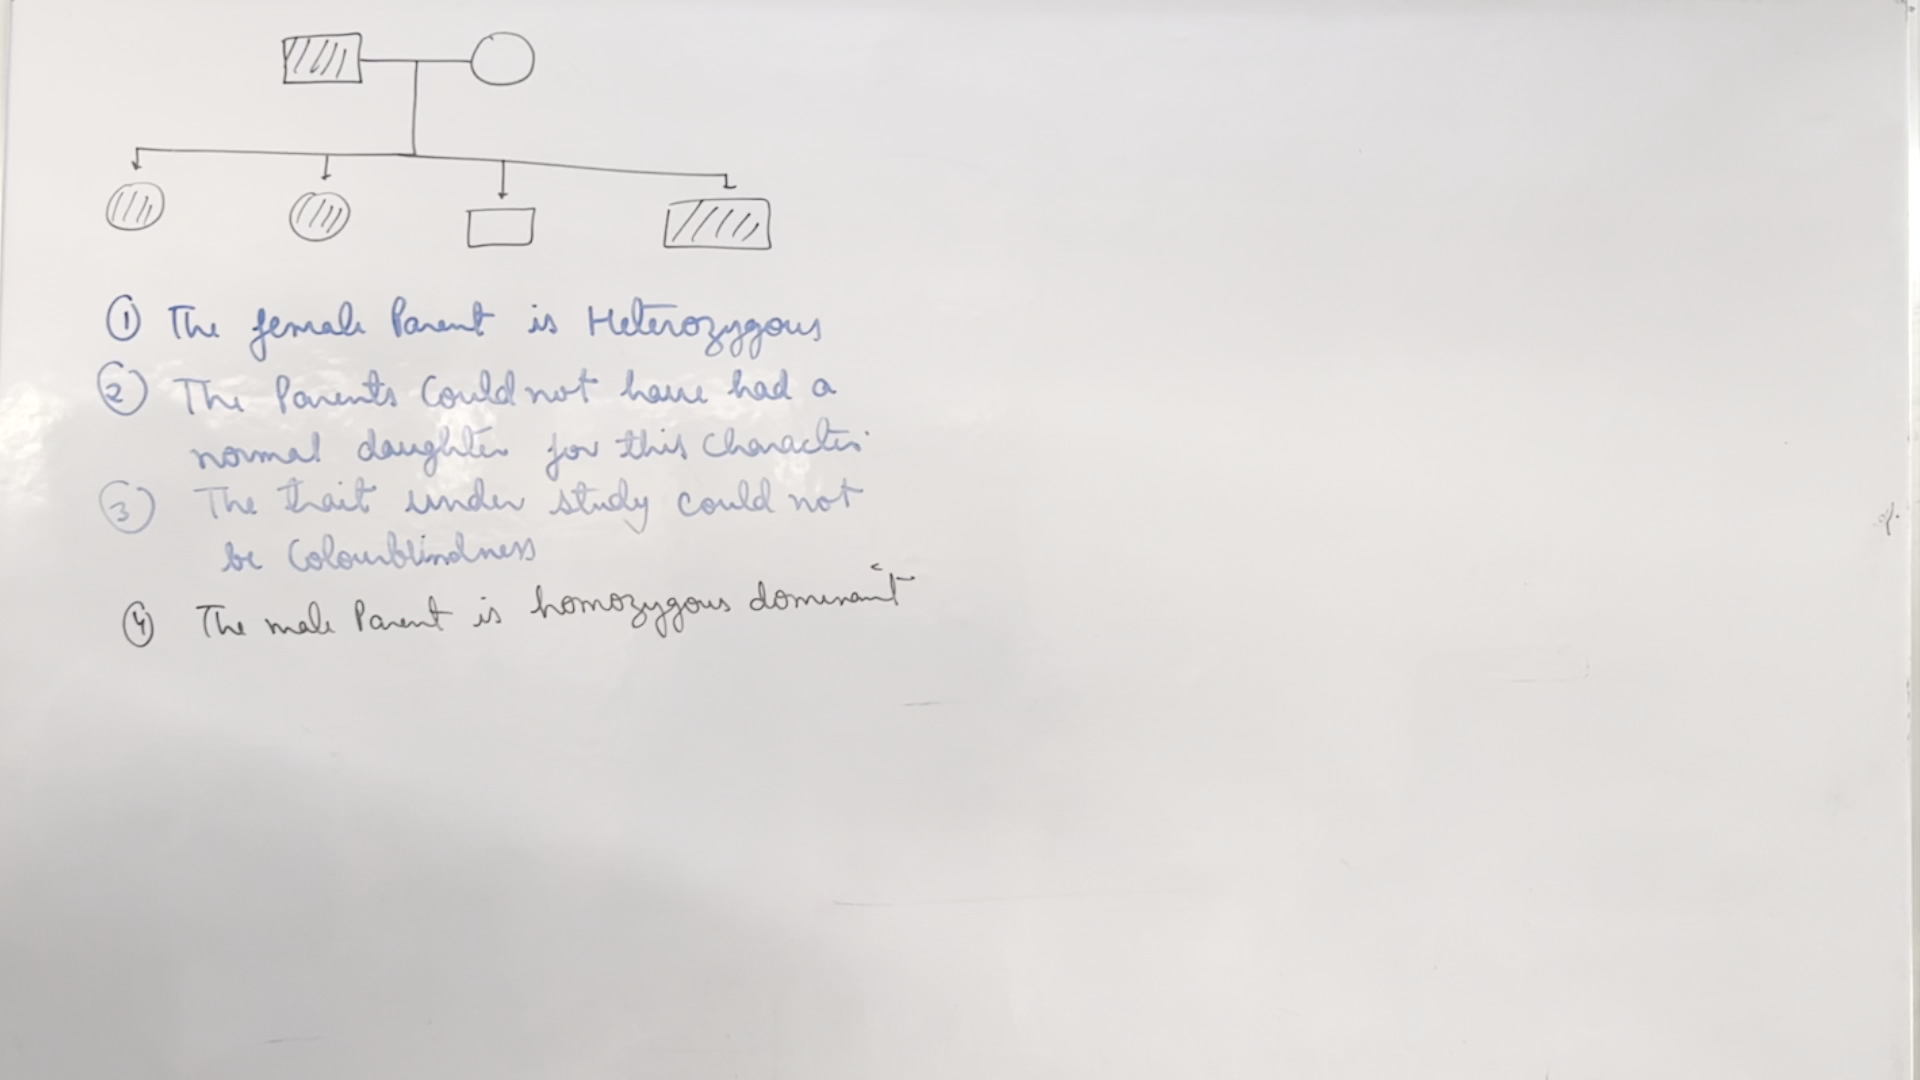 ① The female Parent is Heterozygous
② The Parents Could not have had a
normal daughter for this Character.
③ The trait under study could not
be Colourblindness
④ The male Parent is homozygous dominant